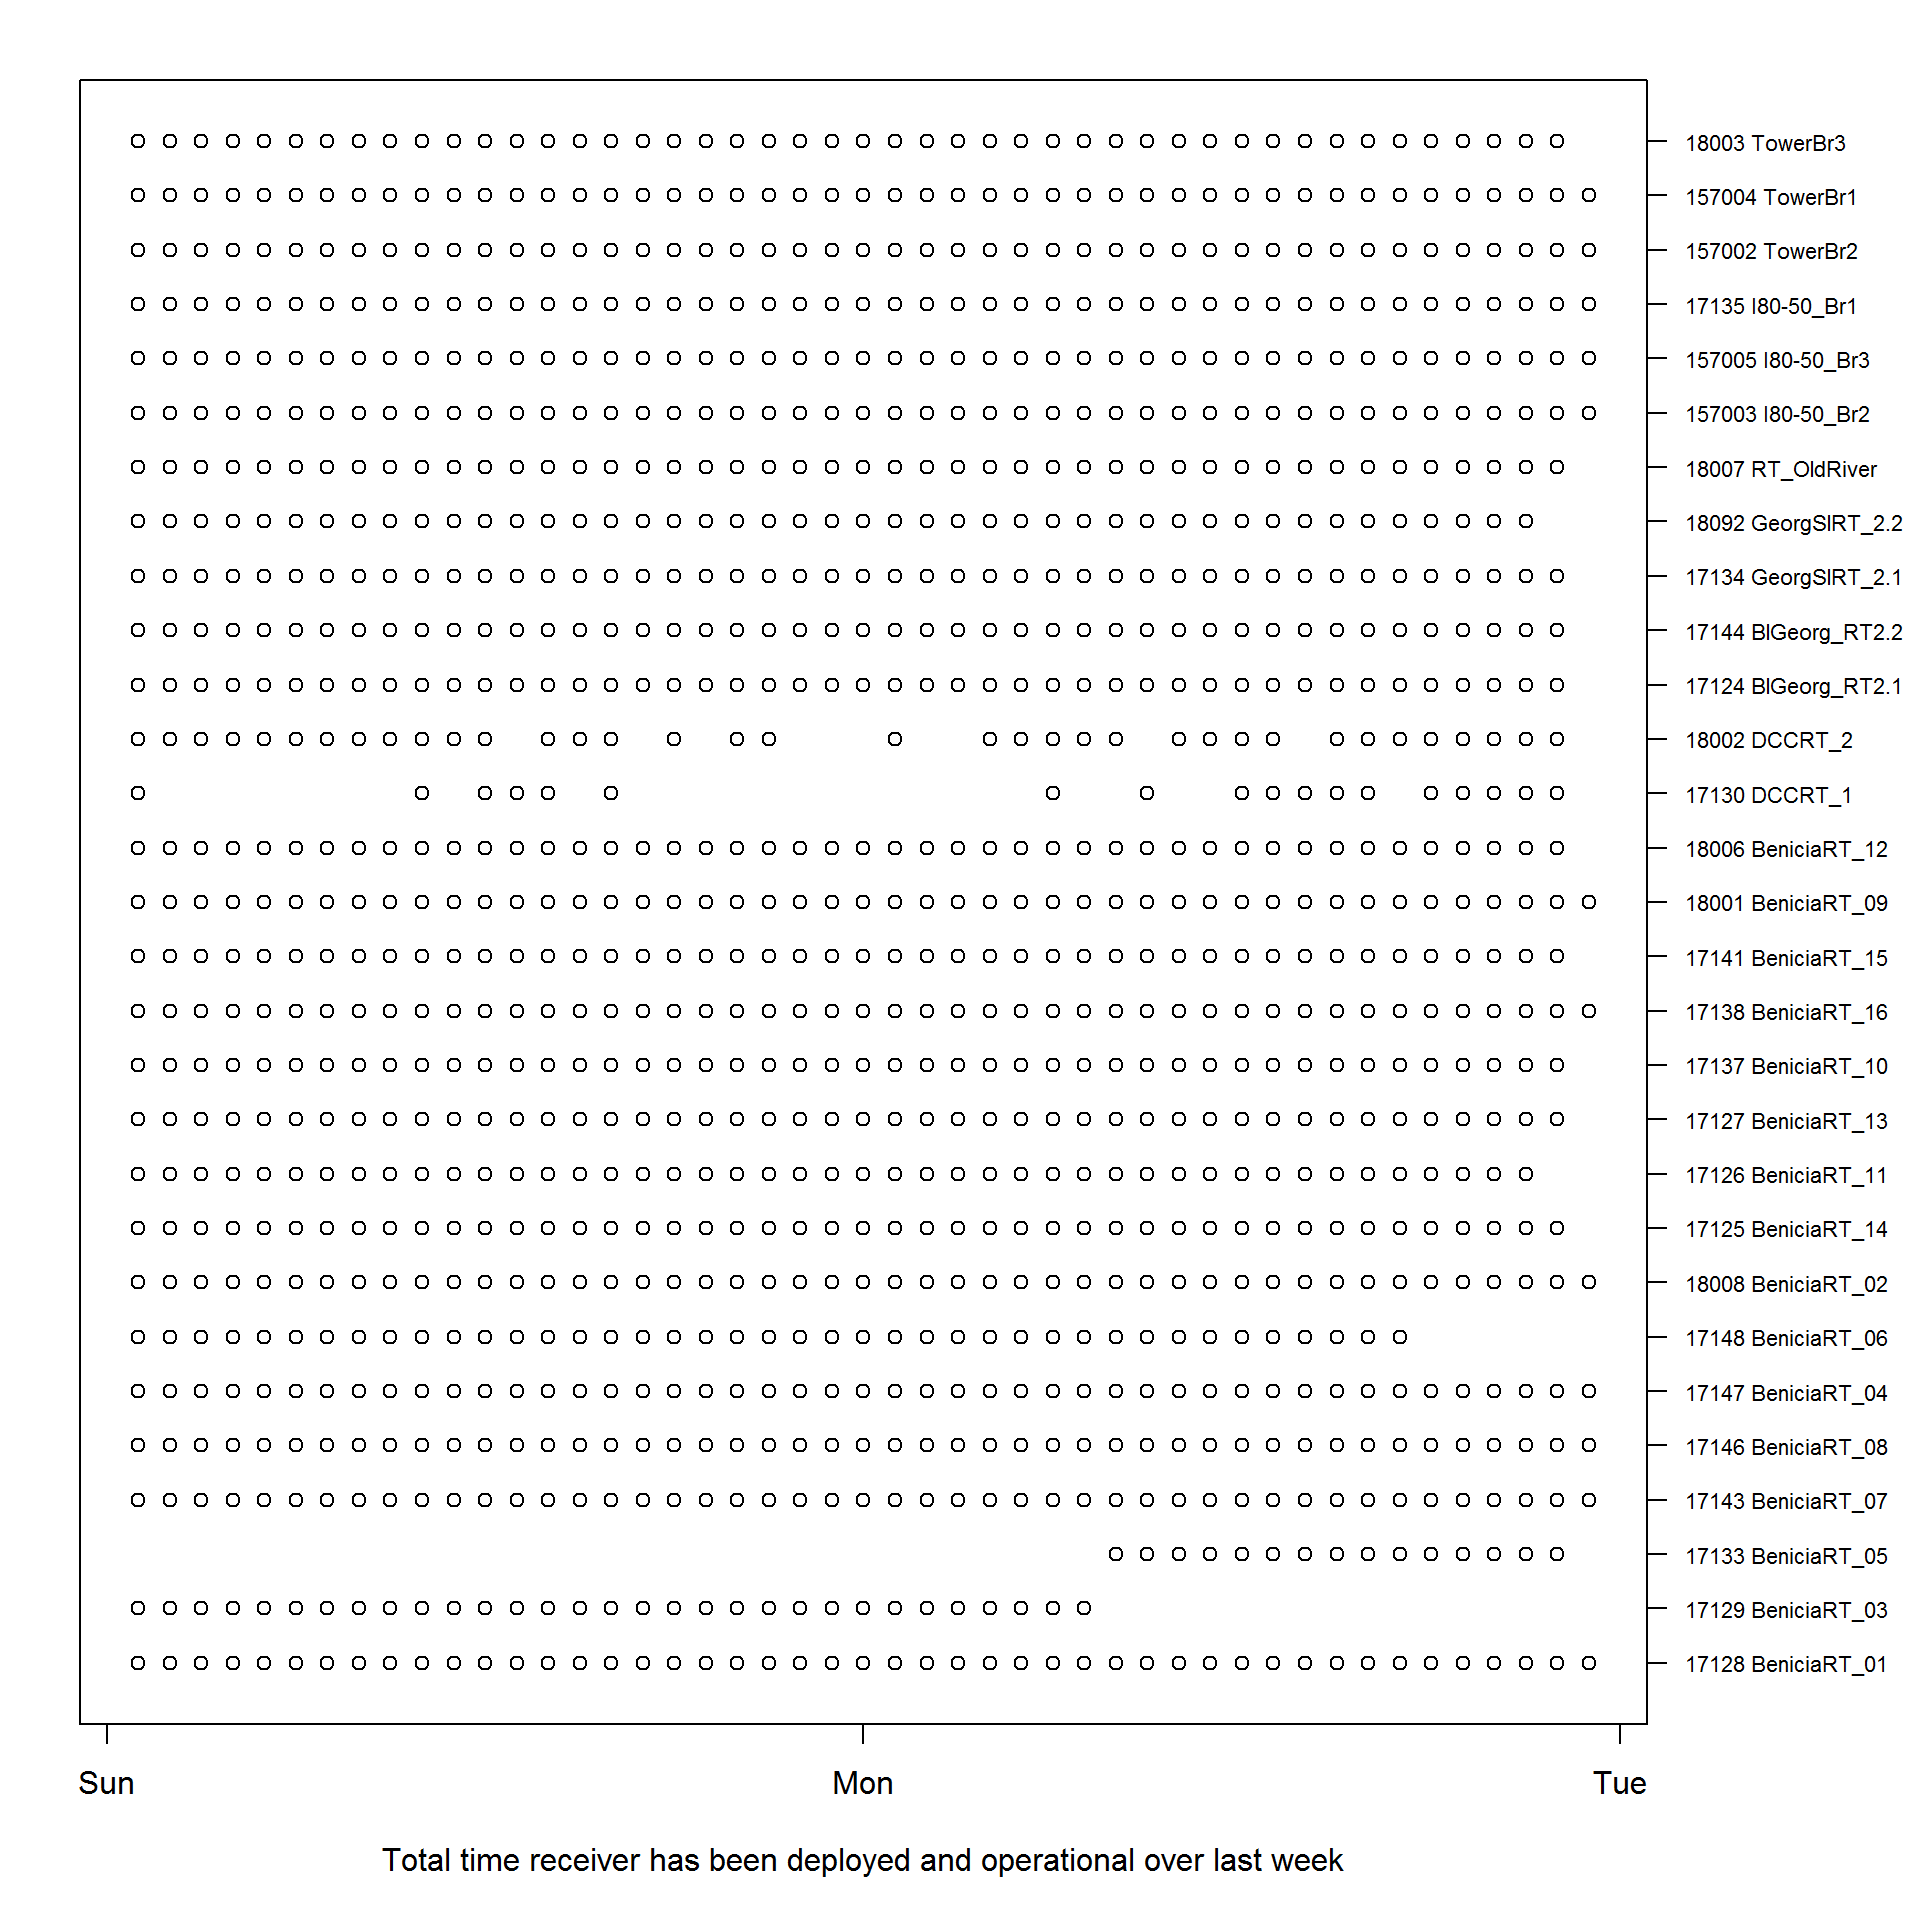 18003 TowerBr3
157004 TowerBr1
157002 TowerBr2
17135 I80-50_Br1
157005 I80-50_Br3
157003 I80-50_Br2
18007 RT_OldRiver
18092 GeorgSlRT_2.2
17134 GeorgSlRT_2.1
17144 BlGeorg_RT2.2
17124 BlGeorg_RT2.1
18002 DCCRT_2
17130 DCCRT_1
18006 BeniciaRT_12
18001 BeniciaRT_09
17141 BeniciaRT_15
17138 BeniciaRT_16
17137 BeniciaRT_10
17127 BeniciaRT_13
17126 BeniciaRT_11
17125 BeniciaRT_14
18008 BeniciaRT_02
17148 BeniciaRT_06
17147 BeniciaRT_04
17146 BeniciaRT_08
17143 BeniciaRT_07
17133 BeniciaRT_05
17129 BeniciaRT_03
17128 BeniciaRT_01
Sun Mon Tue
Total time receiver has been deployed and operational over last week